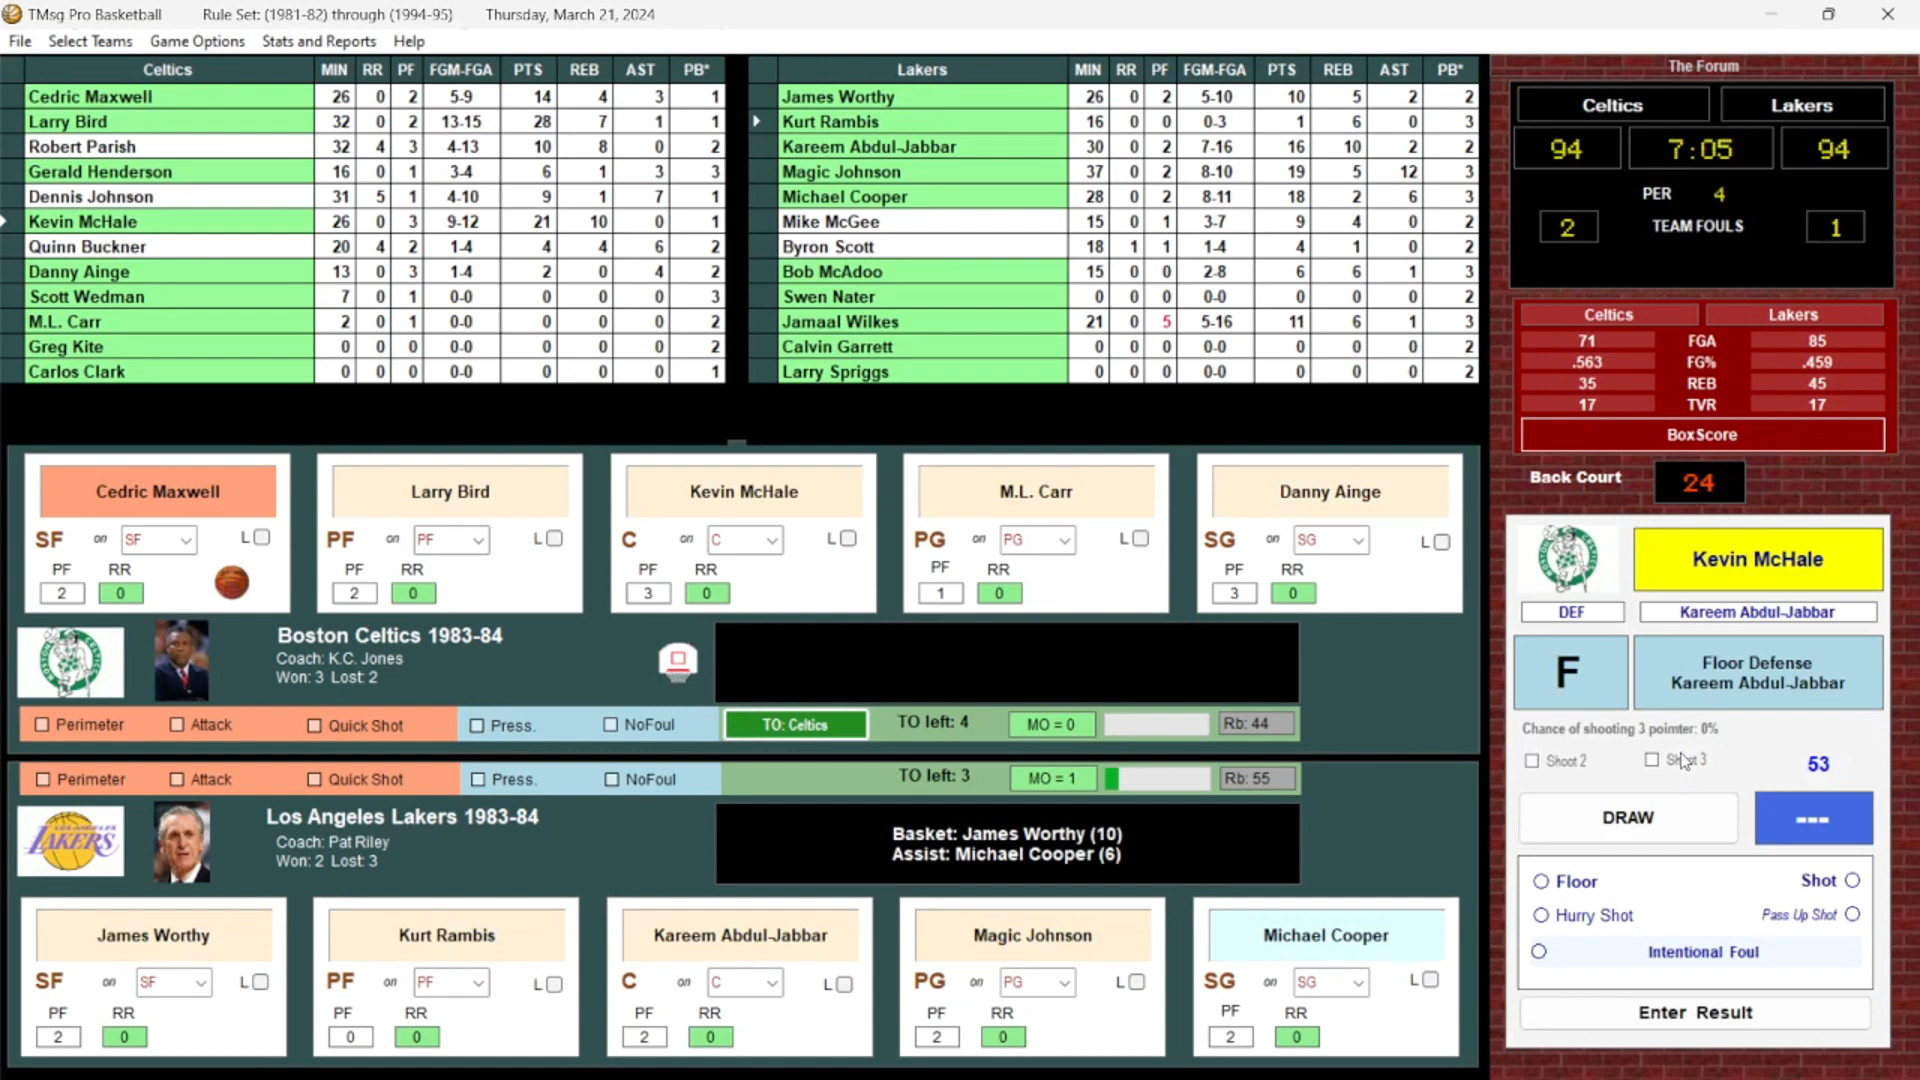 TMsg Pro Basketball Rule Set: (1981-82) through (1994-95) Thursday, March 21, 2024
File Select Teams Game Options Stats and Reports Help
Celtics MIN RR PF FGM-FGA PTS REB AST PB*
Cedric Maxwell 26 0 2 5-9 14 4 3 1
Larry Bird 32 0 2 13-15 28 7 1 1
Robert Parish 32 4 3 4-13 10 8 0 2
Gerald Henderson 16 0 1 3-4 6 1 3 3
Dennis Johnson 31 5 1 4-10 9 1 7 1
Kevin McHale 26 0 3 9-12 21 10 0 1
Quinn Buckner 20 4 2 1-4 4 4 6 2
Danny Ainge 13 0 3 1-4 2 0 4 2
Scott Wedman 7 0 1 0-0 0 0 0 3
M.L. Carr 2 0 1 0-0 0 0 0 2
Greg Kite 0 0 0 0-0 0 0 0 2
Carlos Clark 0 0 0 0-0 0 0 0 1
Lakers MIN RR PF FGM-FGA PTS REB AST PB*
James Worthy 26 0 2 5-10 10 5 2 2
Kurt Rambis 16 0 0 0-3 1 6 0 3
Kareem Abdul-Jabbar 30 0 2 7-16 16 10 2 2
Magic Johnson 37 0 2 8-10 19 5 12 3
Michael Cooper 28 0 2 8-11 18 2 6 3
Mike McGee 15 0 1 3-7 9 4 0 2
Byron Scott 18 1 1 1-4 4 1 0 2
Bob McAdoo 15 0 0 2-8 6 6 1 3
Swen Nater 0 0 0 0-0 0 0 0 2
Jamaal Wilkes 21 0 5 5-16 11 6 1 3
Calvin Garrett 0 0 0 0-0 0 0 0 2
Larry Spriggs 0 0 0 0-0 0 0 0 2
The Forum
Celtics Lakers
94 7:05 94
PER 4
2 TEAM FOULS 1
Celtics Lakers
71 FGA 85
.563 FG% .459
35 REB 45
17 TVR 17
BoxScore
Back Court 24
Cedric Maxwell
SF on SF L
PF RR
2 0
Larry Bird
PF on PF L
PF RR
2 0
Kevin McHale
C on C L
PF RR
3 0
M.L. Carr
PG on PG L
PF RR
1 0
Danny Ainge
SG on SG L
PF RR
3 0
CELTICS
Boston Celtics 1983-84
Coach: K.C. Jones
Won: 3 Lost: 2
Perimeter Attack Quick Shot Press. NoFoul TO: Celtics TO left: 4 MO = 0 Rb: 44
Perimeter Attack Quick Shot Press. NoFoul TO left: 3 MO = 1 Rb: 55
LOS ANGELES
LAKERS
Los Angeles Lakers 1983-84
Coach: Pat Riley
Won: 2 Lost: 3
Basket: James Worthy (10)
Assist: Michael Cooper (6)
James Worthy
SF on SF L
PF RR
2 0
Kurt Rambis
PF on PF L
PF RR
0 0
Kareem Abdul-Jabbar
C on C L
PF RR
2 0
Magic Johnson
PG on PG L
PF RR
2 0
Michael Cooper
SG on SG L
PF RR
2 0
Kevin McHale
DEF Kareem Abdul-Jabbar
F
Floor Defense
Kareem Abdul-Jabbar
Chance of shooting 3 poimter: 0%
Shoot 2 53
DRAW ---
Floor Shot
Hurry Shot Pass Up Shot
Intentional Foul
Enter Result